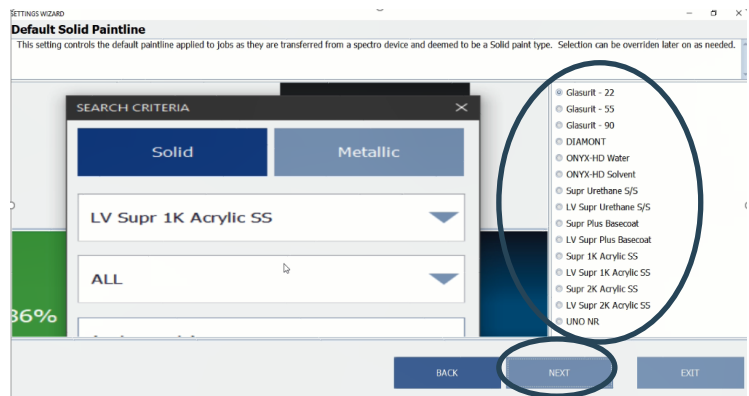 SETTINGS WIZARD
Default Solid Paintline
This setting controls the default paintline applied to jobs as they are transferred from a spectro device and deemed to be a Solid paint type. Selection can be overriden later on as needed.
SEARCH CRITERIA
Solid
Metallic
LV Supr 1K Acrylic SS
ALL
36%
Glasurit - 22
Glasurit - 55
Glasurit - 90
DIAMONT
ONYX-HD Water
ONYX-HD Solvent
Supr Urethane S/S
LV Supr Urethane S/S
Supr Plus Basecoat
LV Supr Plus Basecoat
Supr 1K Acrylic SS
LV Supr 1K Acrylic SS
Supr 2K Acrylic SS
LV Supr 2K Acrylic SS
UNO NR
BACK
NEXT
EXIT